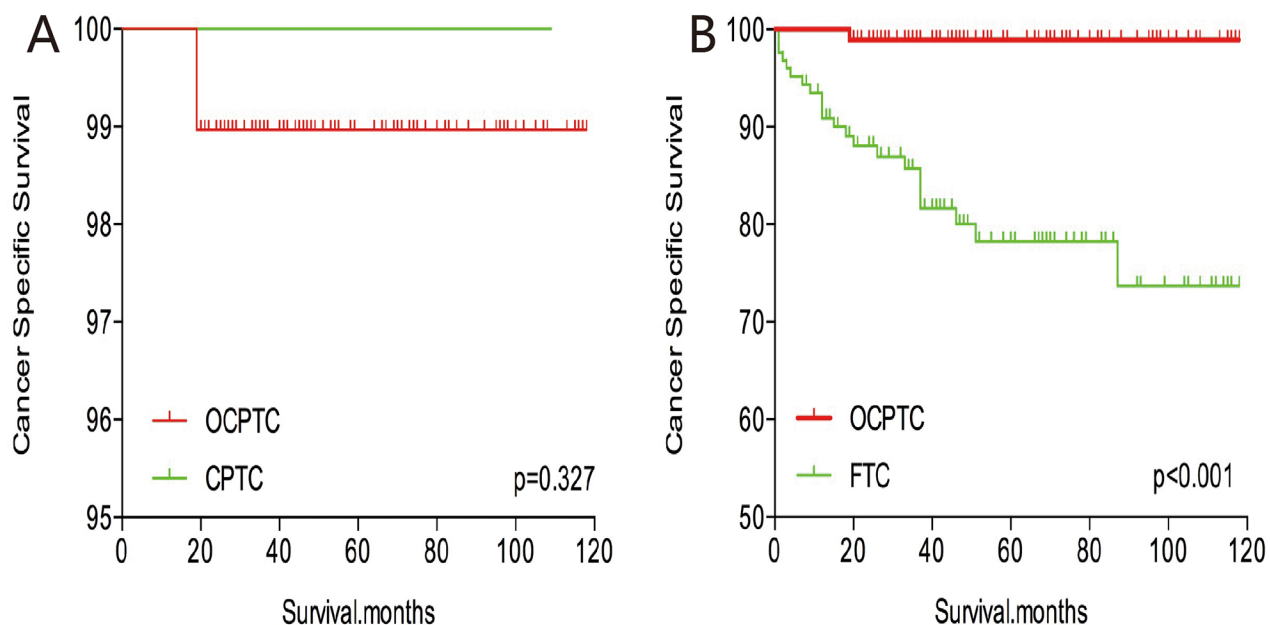 A
Cancer Specific Survival
100
99
98
97
96
95
0 20 40 60 80 100 120
Survival.months
OCPTC
CPTC
p=0.327
B
Cancer Specific Survival
100
90
80
70
60
50
0 20 40 60 80 100 120
Survival.months
OCPTC
FTC
p<0.001